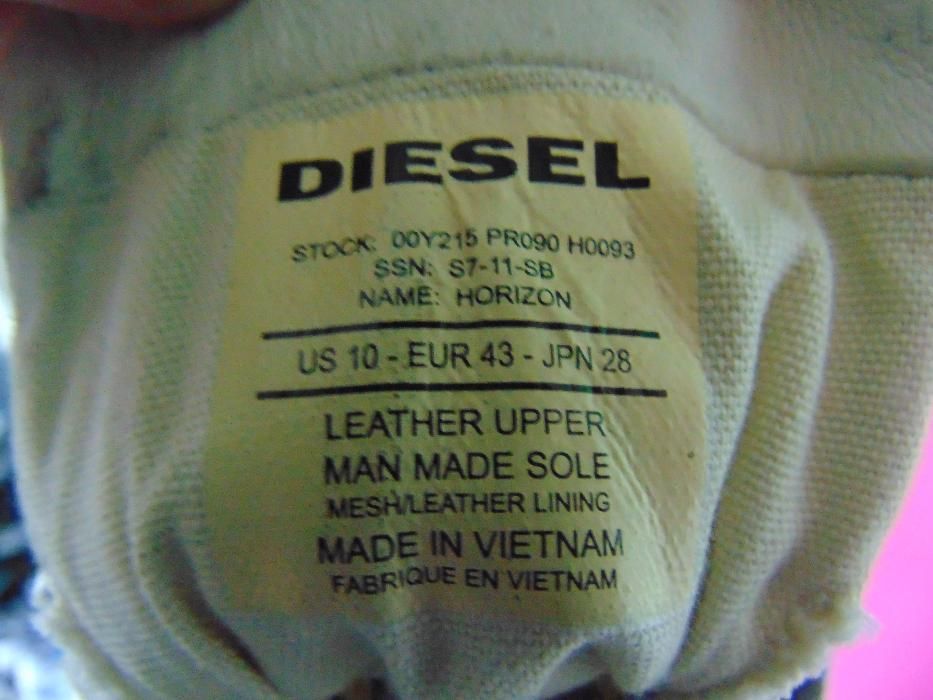 DIESEL
STOCK: 00Y215 PR090 H0093
SSN: S7-11-SB
NAME: HORIZON
US 10 - EUR 43 - JPN 28
LEATHER UPPER
MAN MADE SOLE
MESH/LEATHER LINING
MADE IN VIETNAM
FABRIQUE EN VIETNAM